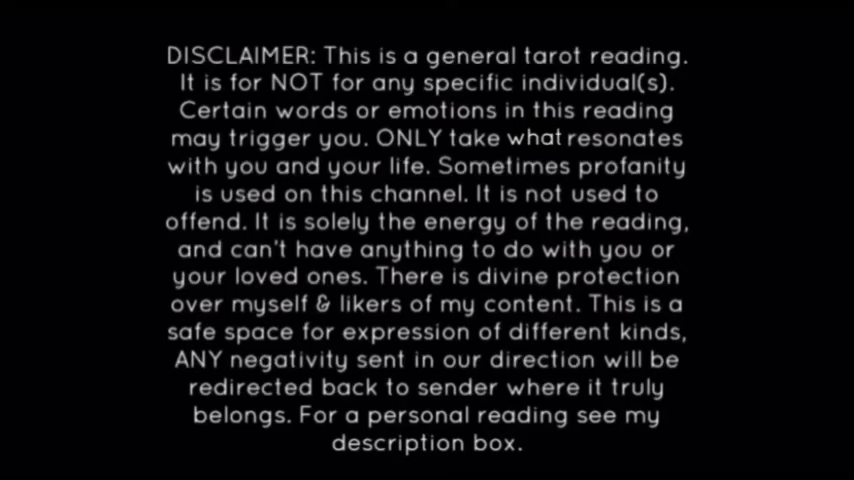 DISCLAIMER: This is a general tarot reading.
It is for NOT for any specific individual(s).
Certain words or emotions in this reading
may trigger you. ONLY take what resonates
with you and your life. Sometimes profanity
is used on this channel. It is not used to
offend. It is solely the energy of the reading,
and can't have anything to do with you or
your loved ones. There is divine protection
over myself & likers of my content. This is a
safe space for expression of different kinds,
ANY negativity sent in our direction will be
redirected back to sender where it truly
belongs. For a personal reading see my
description box.